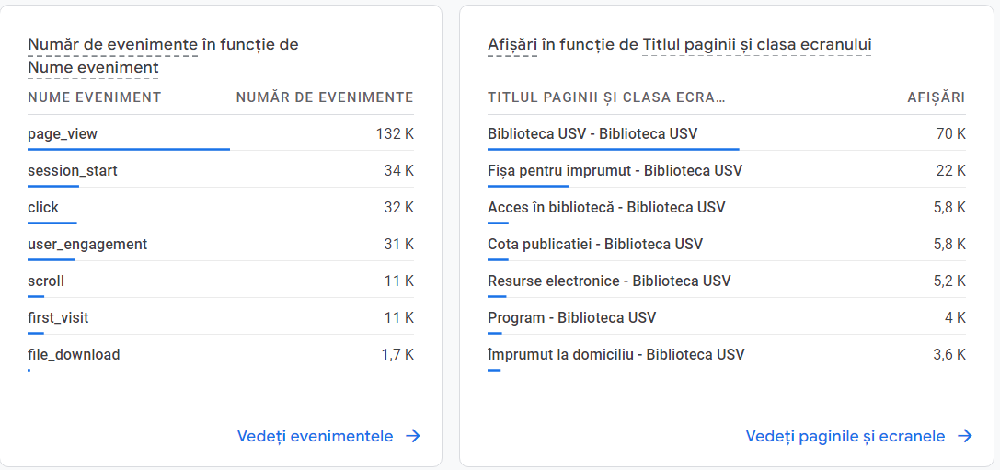 Număr de evenimente în funcție de
Nume eveniment
NUME EVENIMENT NUMĂR DE EVENIMENTE
page_view 132 K
session_start 34 K
click 32 K
user_engagement 31 K
scroll 11 K
first_visit 11 K
file_download 1,7 K
Vedeți evenimentele
Afișări în funcție de Titlul paginii și clasa ecranului
TITLUL PAGINII ȘI CLASA ECRA... AFIȘĂRI
Biblioteca USV - Biblioteca USV 70 K
Fișa pentru împrumut - Biblioteca USV 22 K
Acces în bibliotecă - Biblioteca USV 5,8 K
Cota publicatiei - Biblioteca USV 5,8 K
Resurse electronice - Biblioteca USV 5,2 K
Program - Biblioteca USV 4 K
Împrumut la domiciliu - Biblioteca USV 3,6 K
Vedeți paginile și ecranele